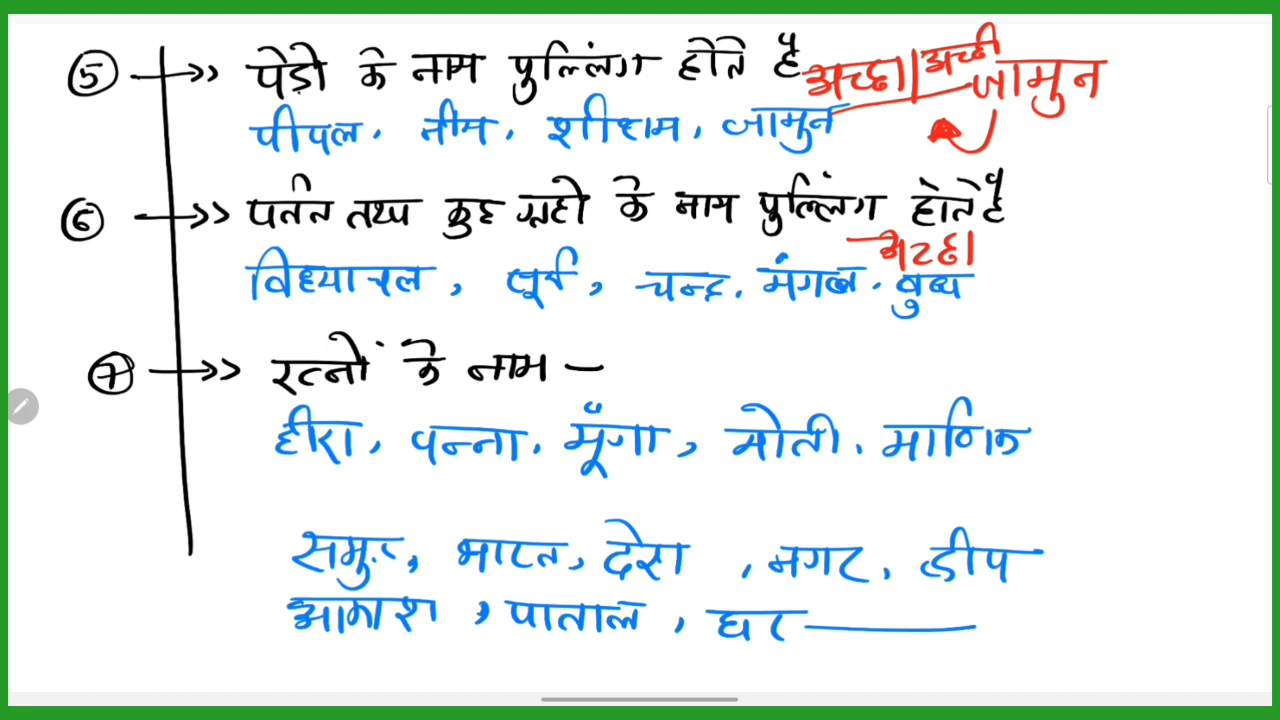 ⑤ →>> पेड़ो के नाम पुल्लिंग होते है अच्छा|अच्छी जामुन
पीपल, नीम, शीशम, जामुन
⑥ →>> पर्वत तथा कुछ ग्रहो के नाम पुल्लिंग होते है
अच्छा
विध्याचल, सूर्य, चन्द्र, मंगल, बुध
⑦ →>> रत्नों के नाम –
हीरा, पन्ना, मूँगा, मोती, माणिक
समुद्र, भारत, देश, नगर, द्वीप
आकाश, पाताल, घर —